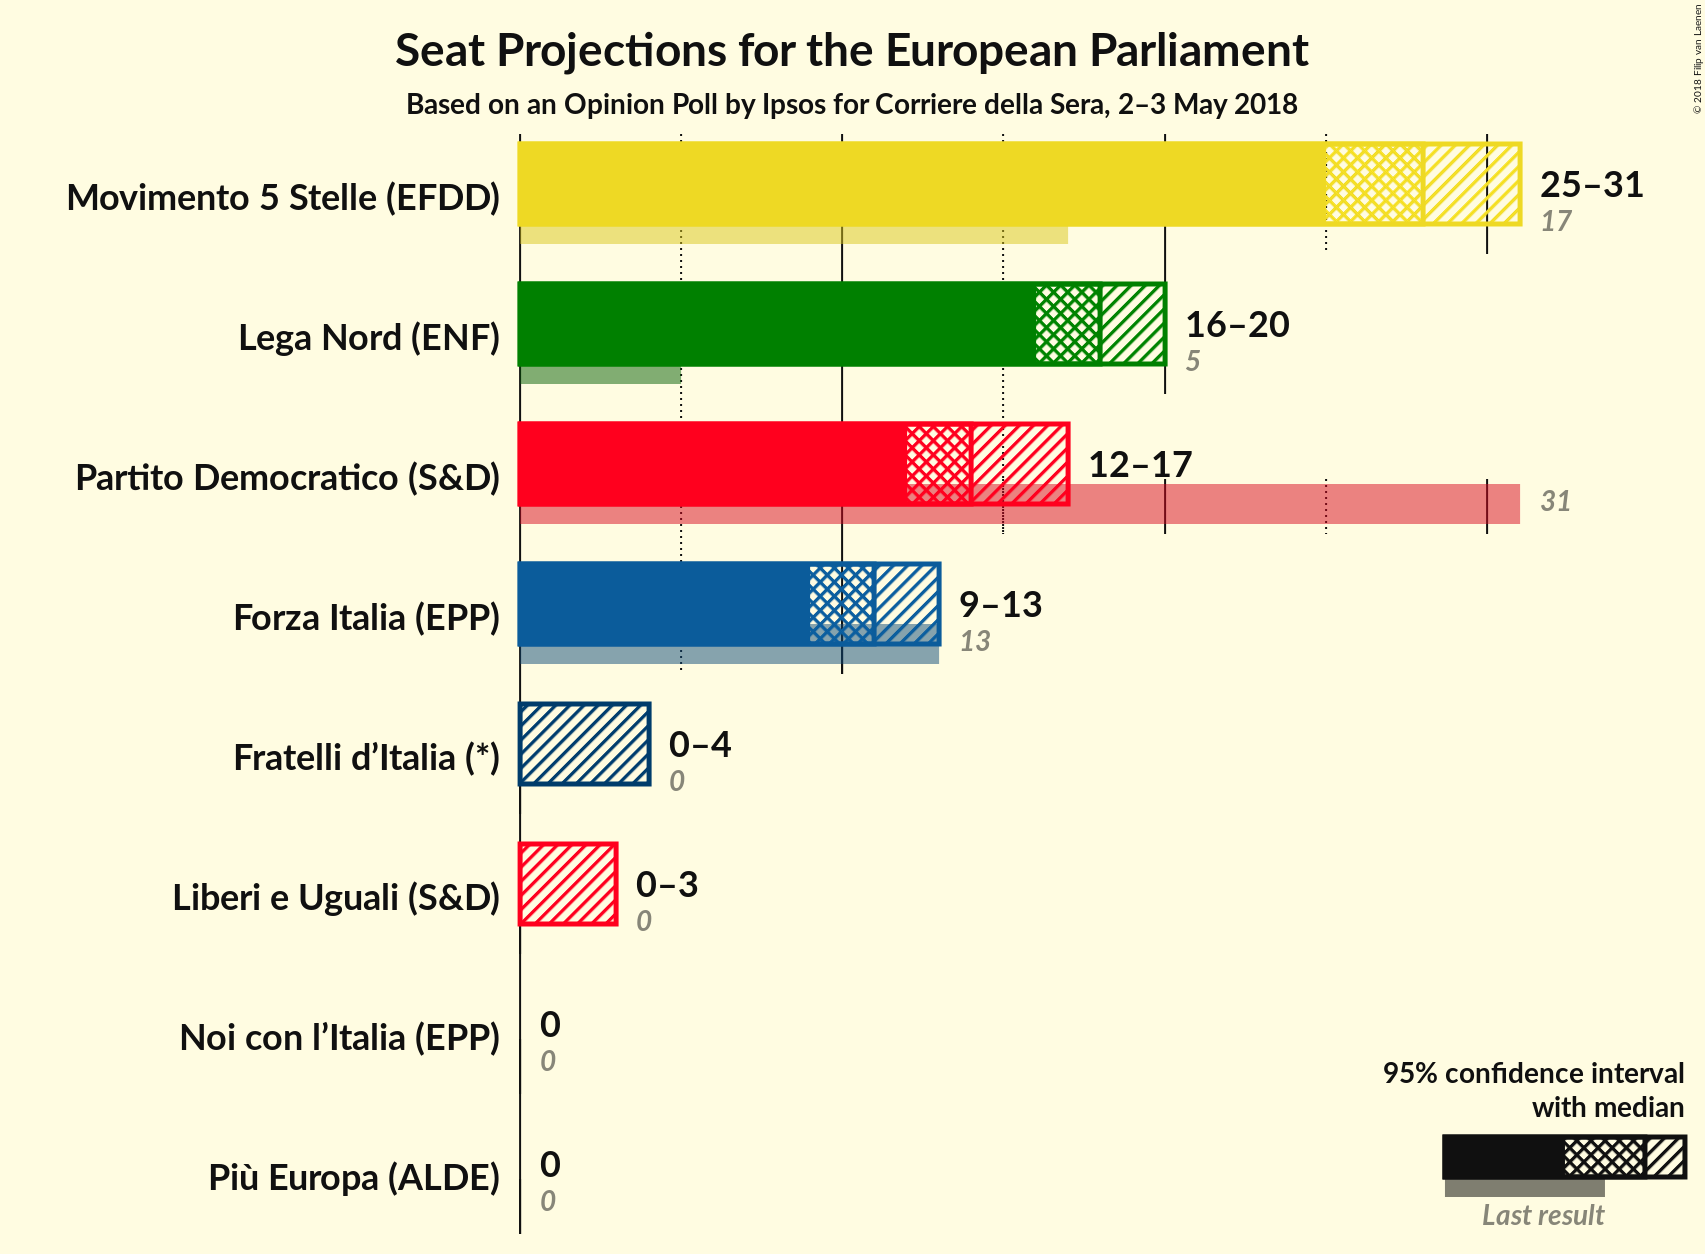 Seat Projections for the European Parliament
Based on an Opinion Poll by Ipsos for Corriere della Sera, 2–3 May 2018
© 2018 Filip van Laenen
Movimento 5 Stelle (EFDD)
25–31
17
Lega Nord (ENF)
16–20
5
Partito Democratico (S&D)
12–17
31
Forza Italia (EPP)
9–13
13
Fratelli d’Italia (*)
0–4
0
Liberi e Uguali (S&D)
0–3
0
Noi con l’Italia (EPP)
0
0
Più Europa (ALDE)
0
0
95% confidence interval
with median
Last result